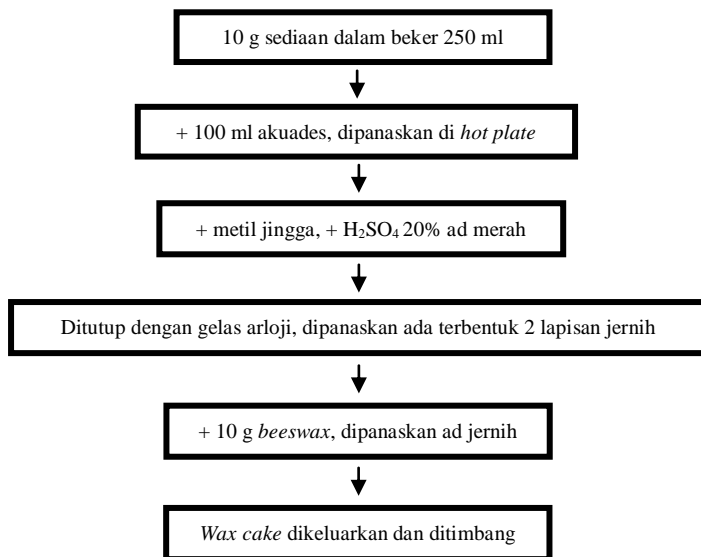 10 g sediaan dalam beker 250 ml
+ 100 ml akuades, dipanaskan di hot plate
+ metil jingga, + H₂SO₄ 20% ad merah
Ditutup dengan gelas arloji, dipanaskan ada terbentuk 2 lapisan jernih
+ 10 g beeswax, dipanaskan ad jernih
Wax cake dikeluarkan dan ditimbang